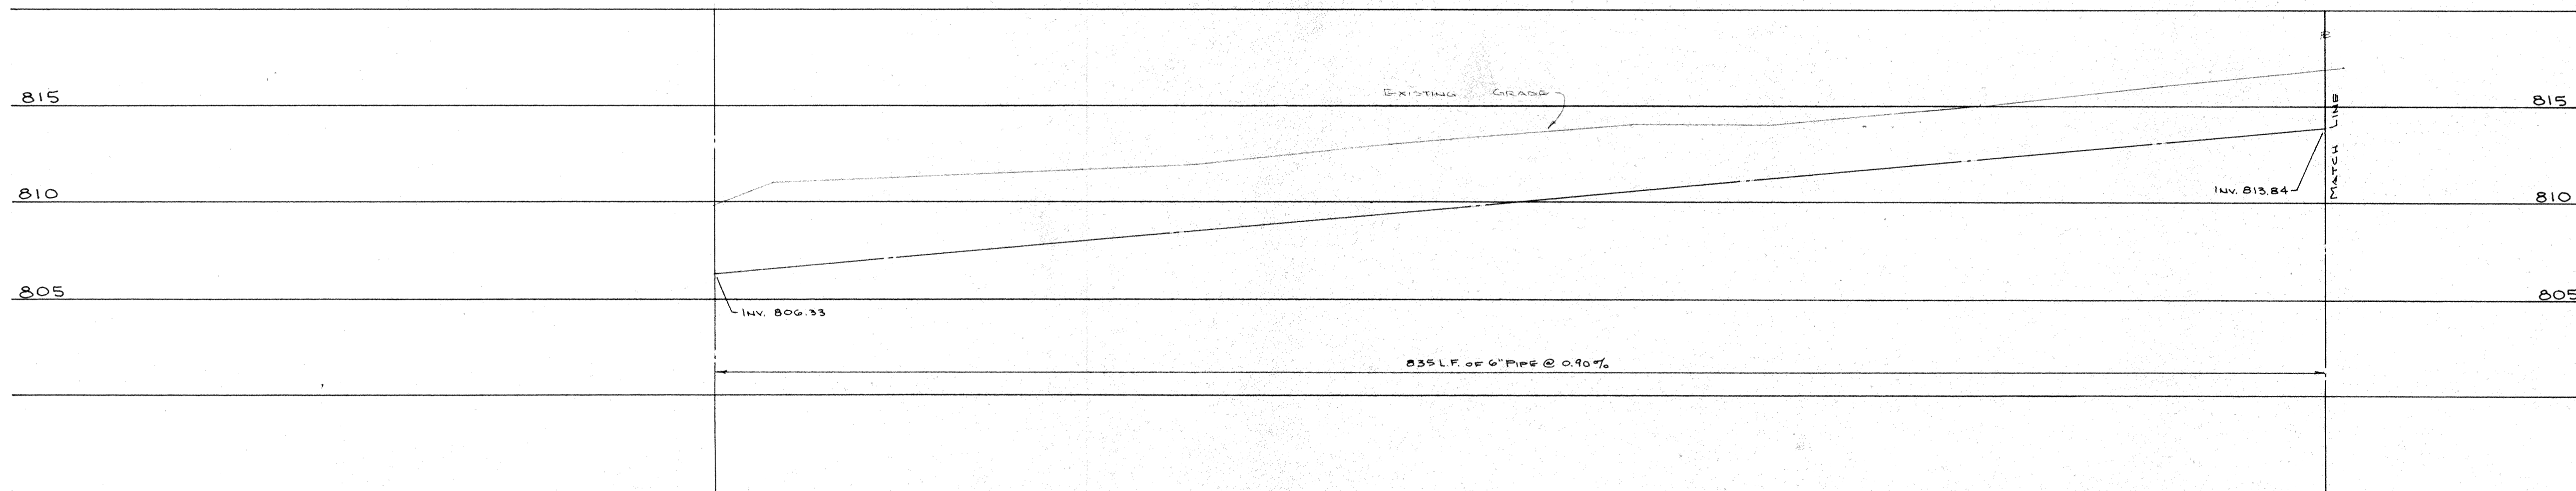 815
EXISTING GRADE
815
MATCH LINE
810
INV. 813.84
810
805
INV. 806.33
805
835 L.F. OF 6" PIPE @ 0.90%